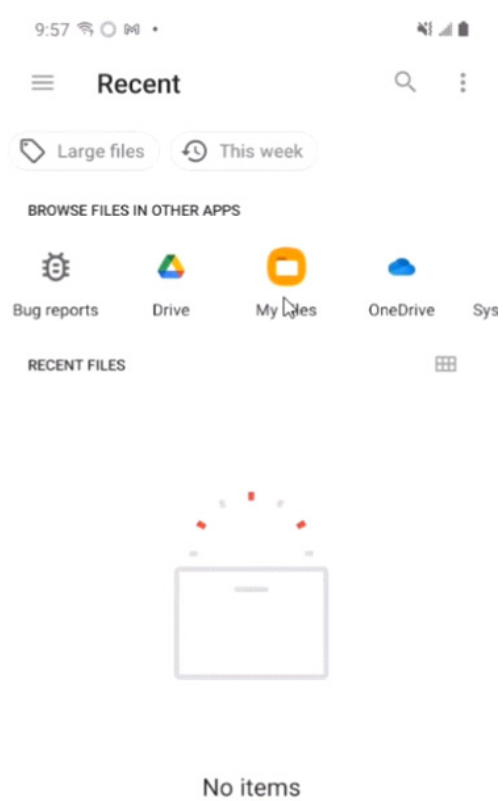 9:57
Recent
Large files
This week
BROWSE FILES IN OTHER APPS
Bug reports
Drive
My Files
OneDrive
Sys
RECENT FILES
No items